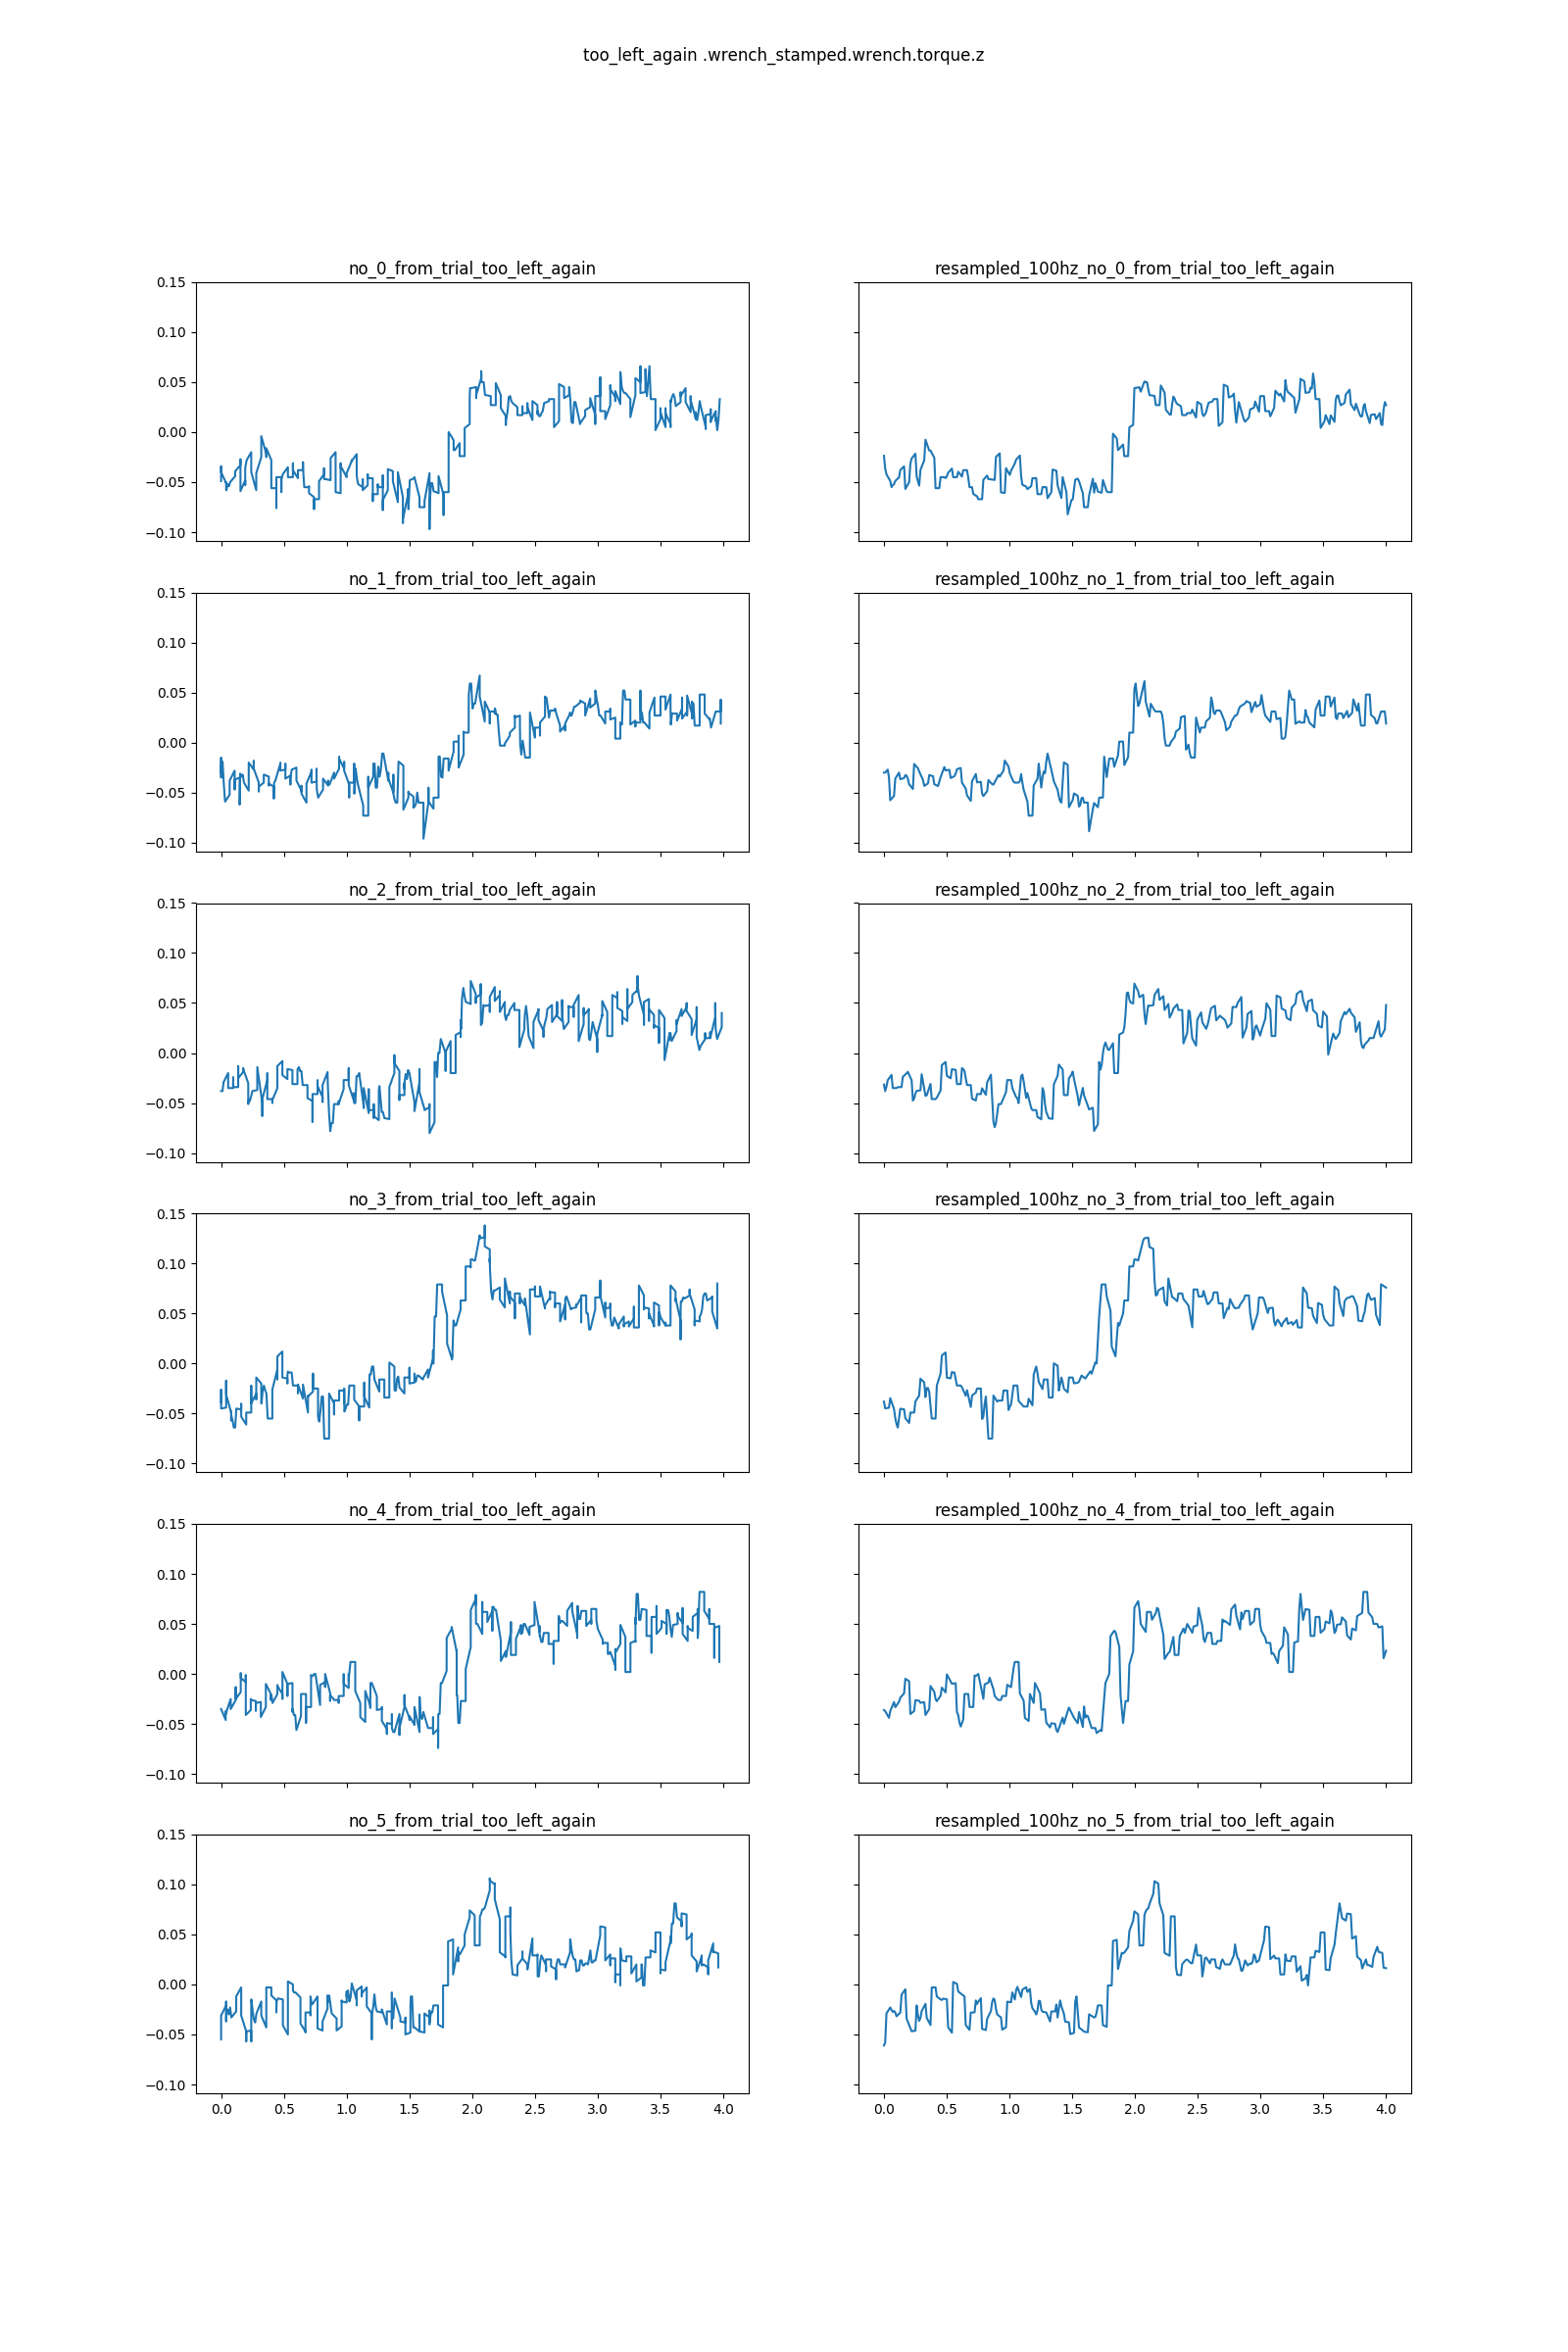 too_left_again .wrench_stamped.wrench.torque.z
no_0_from_trial_too_left_again
resampled_100hz_no_0_from_trial_too_left_again
0.15
0.10
0.05
0.00
−0.05
−0.10
no_1_from_trial_too_left_again
resampled_100hz_no_1_from_trial_too_left_again
0.15
0.10
0.05
0.00
−0.05
−0.10
no_2_from_trial_too_left_again
resampled_100hz_no_2_from_trial_too_left_again
0.15
0.10
0.05
0.00
−0.05
−0.10
no_3_from_trial_too_left_again
resampled_100hz_no_3_from_trial_too_left_again
0.15
0.10
0.05
0.00
−0.05
−0.10
no_4_from_trial_too_left_again
resampled_100hz_no_4_from_trial_too_left_again
0.15
0.10
0.05
0.00
−0.05
−0.10
no_5_from_trial_too_left_again
resampled_100hz_no_5_from_trial_too_left_again
0.15
0.10
0.05
0.00
−0.05
−0.10
0.0 0.5 1.0 1.5 2.0 2.5 3.0 3.5 4.0
0.0 0.5 1.0 1.5 2.0 2.5 3.0 3.5 4.0